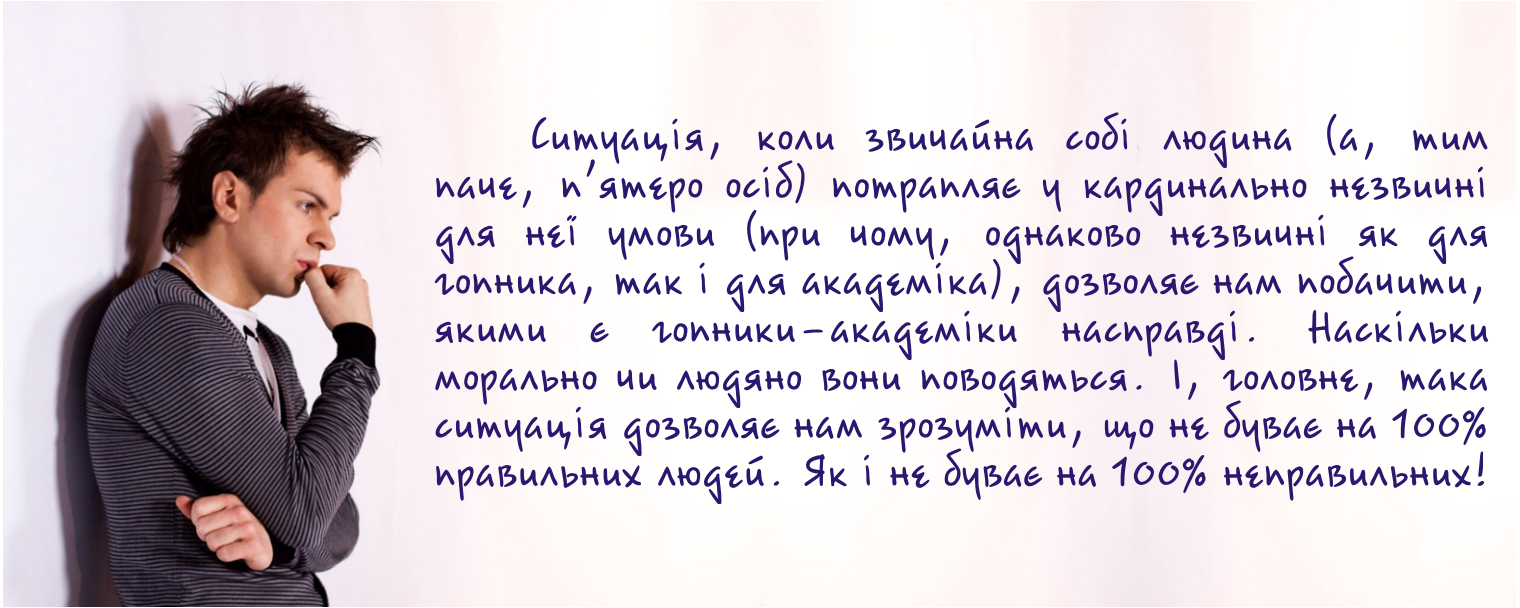 Ситуація, коли звичайна собі людина (а, тим
паче, п'ятеро осіб) потрапляє у кардинально незвичні
для неї умови (при чому, однаково незвичні як для
гопника, так і для академіка), дозволяє нам побачити,
якими є гопники-академіки насправді. Наскільки
морально чи людяно вони поводяться. І, головне, така
ситуація дозволяє нам зрозуміти, що не буває на 100%
правильних людей. Як і не буває на 100% неправильних!